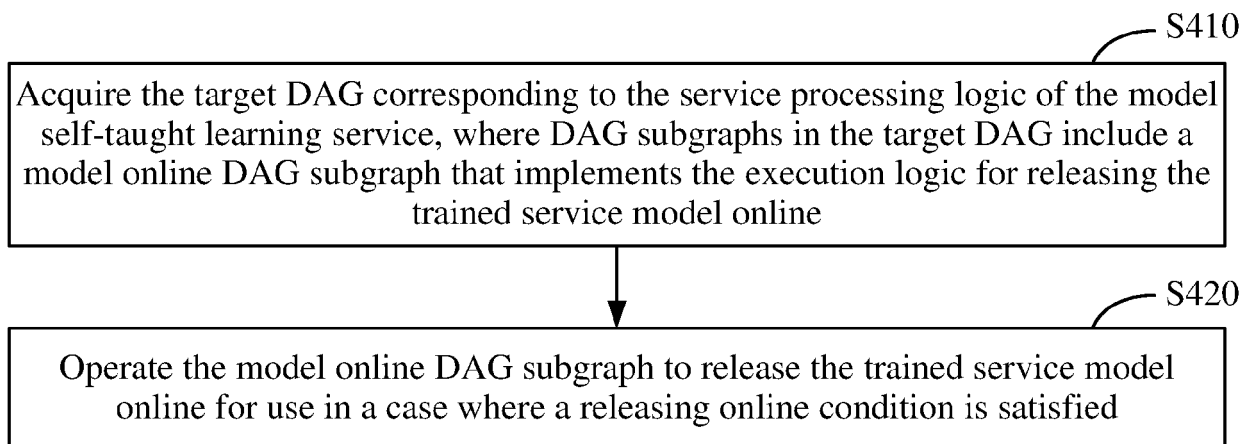 S410
Acquire the target DAG corresponding to the service processing logic of the model
self-taught learning service, where DAG subgraphs in the target DAG include a
model online DAG subgraph that implements the execution logic for releasing the
trained service model online
S420
Operate the model online DAG subgraph to release the trained service model
online for use in a case where a releasing online condition is satisfied